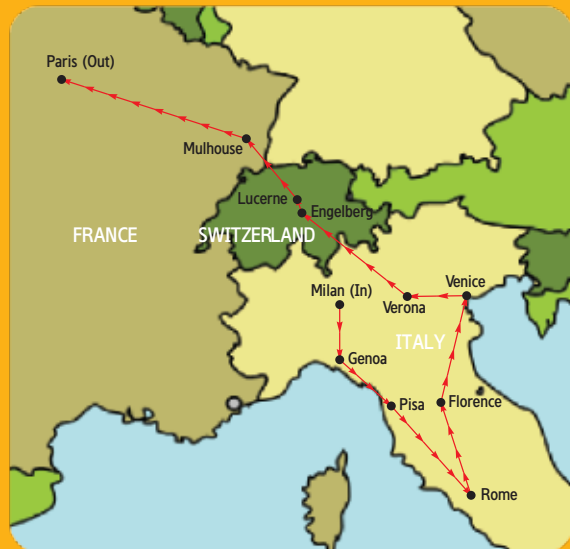 Paris (Out)
Mulhouse
Lucerne
Engelberg
FRANCE
SWITZERLAND
Milan (In)
Venice
Verona
ITALY
Genoa
Pisa
Florence
Rome